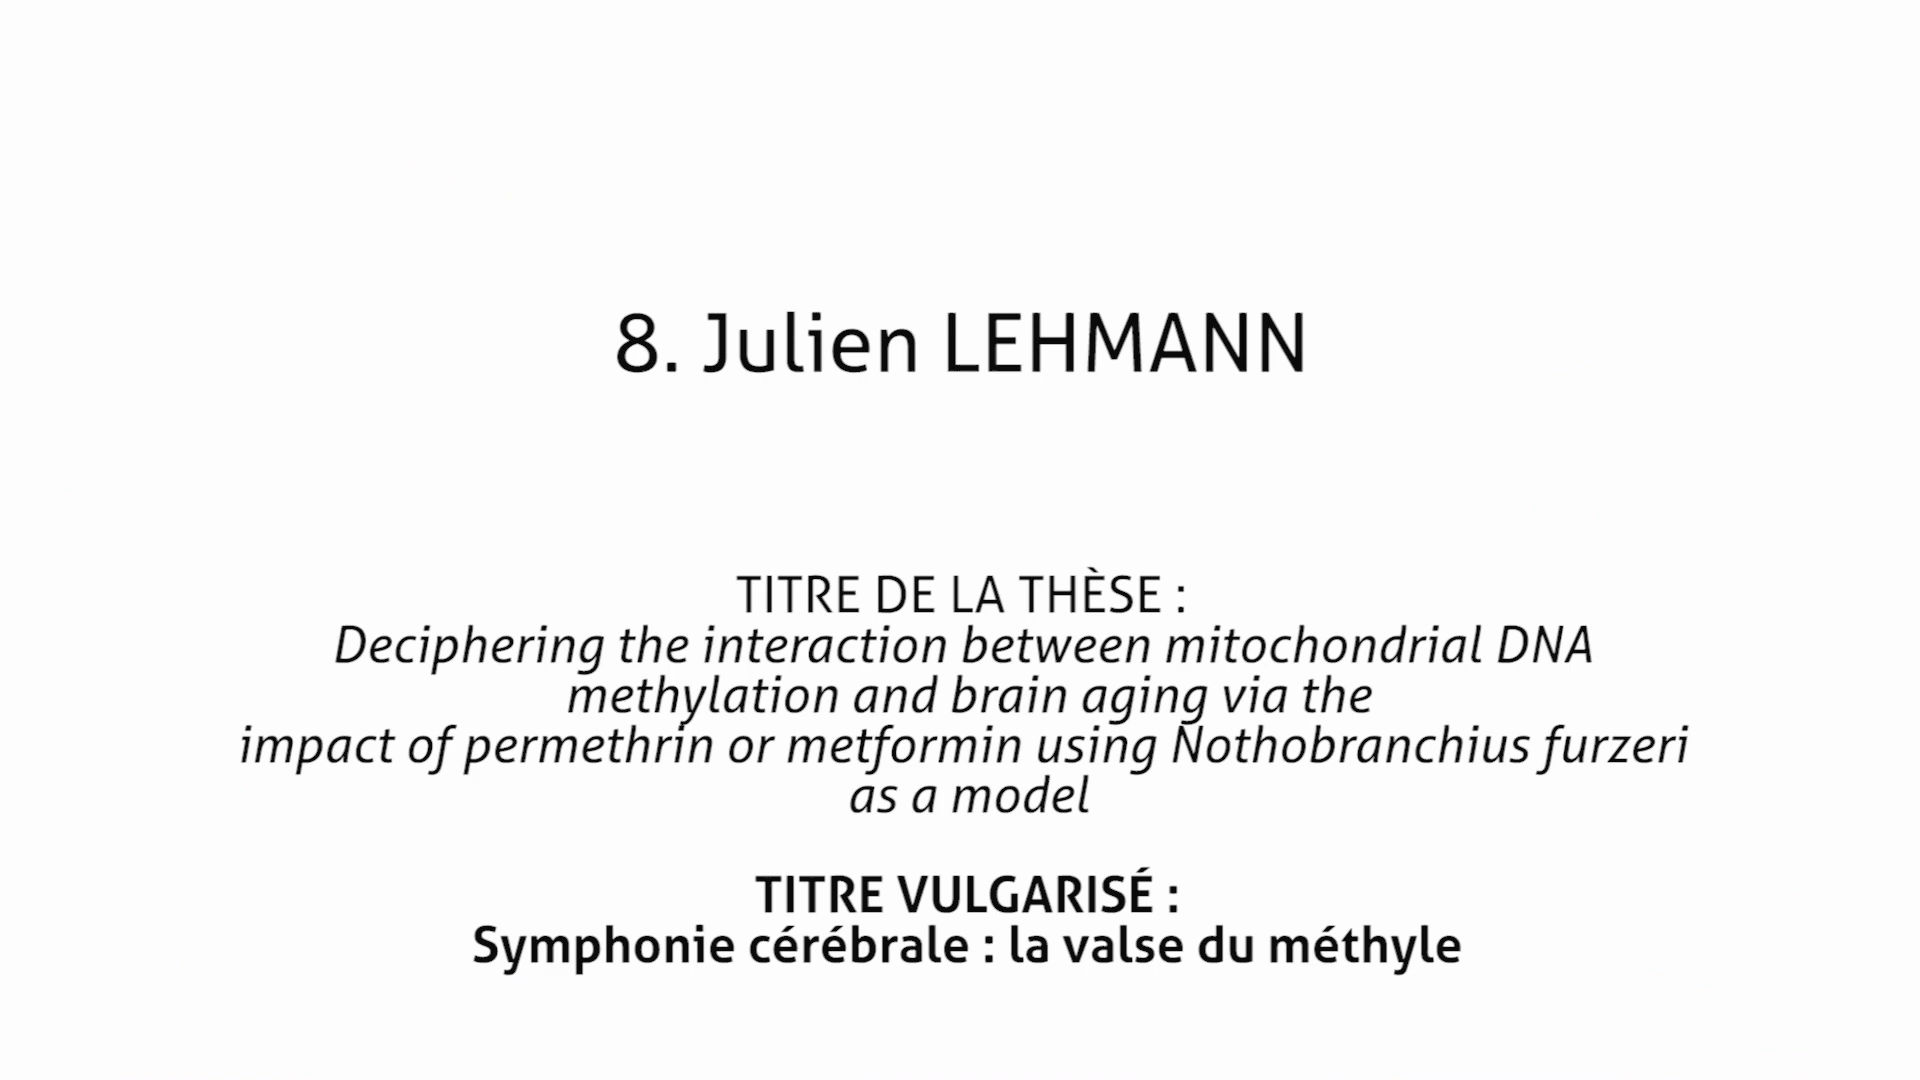 8. Julien LEHMANN
TITRE DE LA THÈSE :
Deciphering the interaction between mitochondrial DNA
methylation and brain aging via the
impact of permethrin or metformin using Nothobranchius furzeri
as a model
TITRE VULGARISÉ :
Symphonie cérébrale : la valse du méthyle